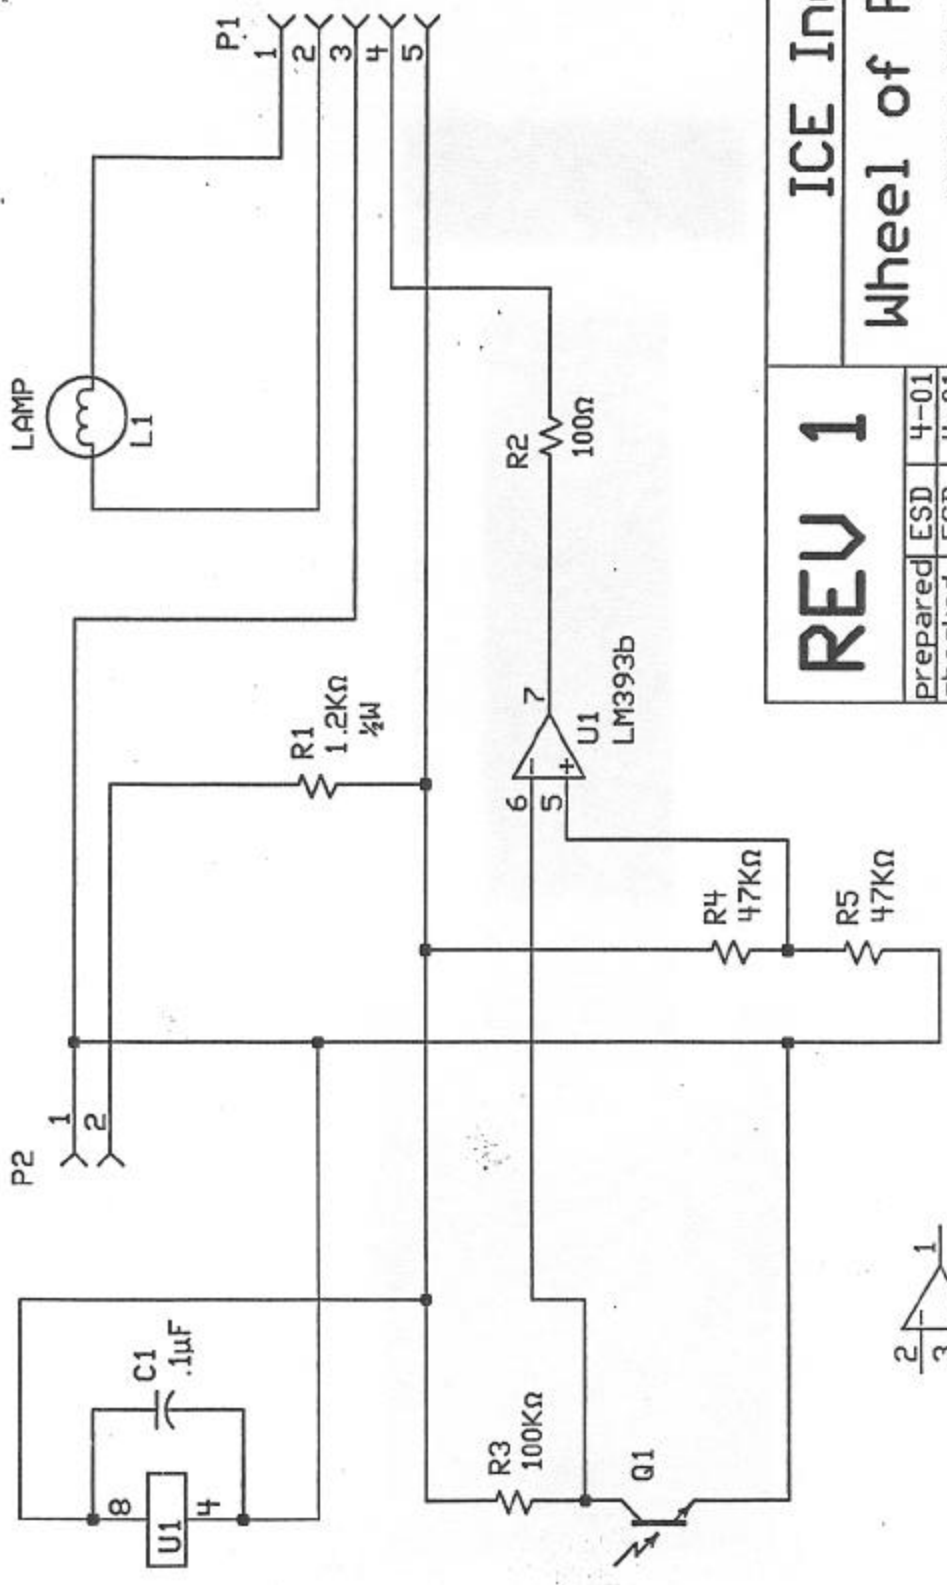 LAMP
L1
P1
1
2
3
4
5
P2
1
2
R1
1.2KΩ
½W
C1
.1µF
8
U1
4
R2
100Ω
6
5
-
+
7
U1
LM393b
R3
100KΩ
Q1
R4
47KΩ
R5
47KΩ
2
3
-
1
REV 1
ICE In
Wheel of
Prepared ESD 4-01